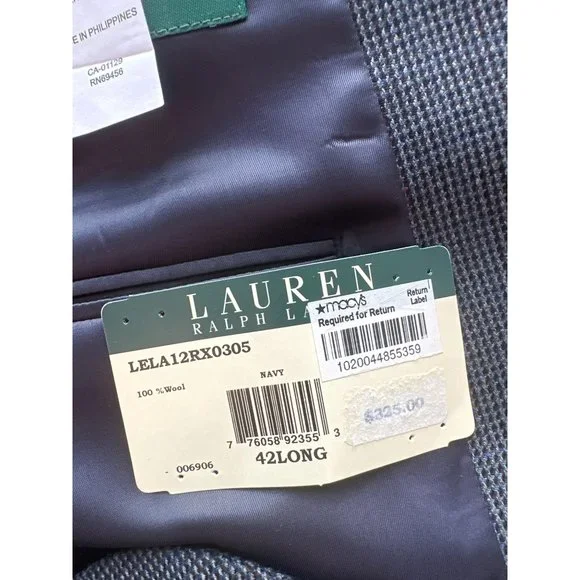 E IN PHILIPPINES
CA-01129
RN69456
LAUREN
RALPH LA
★macy's
Return
Label
Required for Return
1020044855359
LELA12RX0305
100 %Wool
NAVY
7 76058 92355 3
$325.00
42LONG
006906